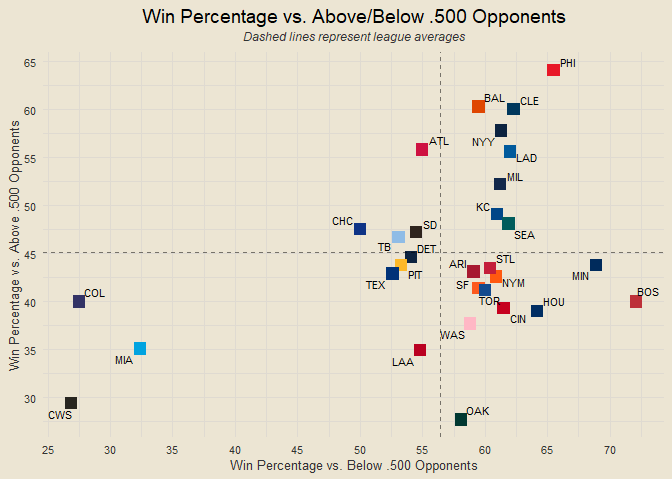 Win Percentage vs. Above/Below .500 Opponents
Dashed lines represent league averages
Win Percentage vs. Above .500 Opponents
65
60
55
50
45
40
35
30
PHI
BAL
CLE
NYY
ATL
LAD
MIL
KC
CHC
SD
SEA
TB
DET
STL
ARI
MIN
PIT
TEX
SF
NYM
COL
TOR
HOU
BOS
CIN
WAS
MIA
LAA
CWS
OAK
25 30 35 40 45 50 55 60 65 70
Win Percentage vs. Below .500 Opponents